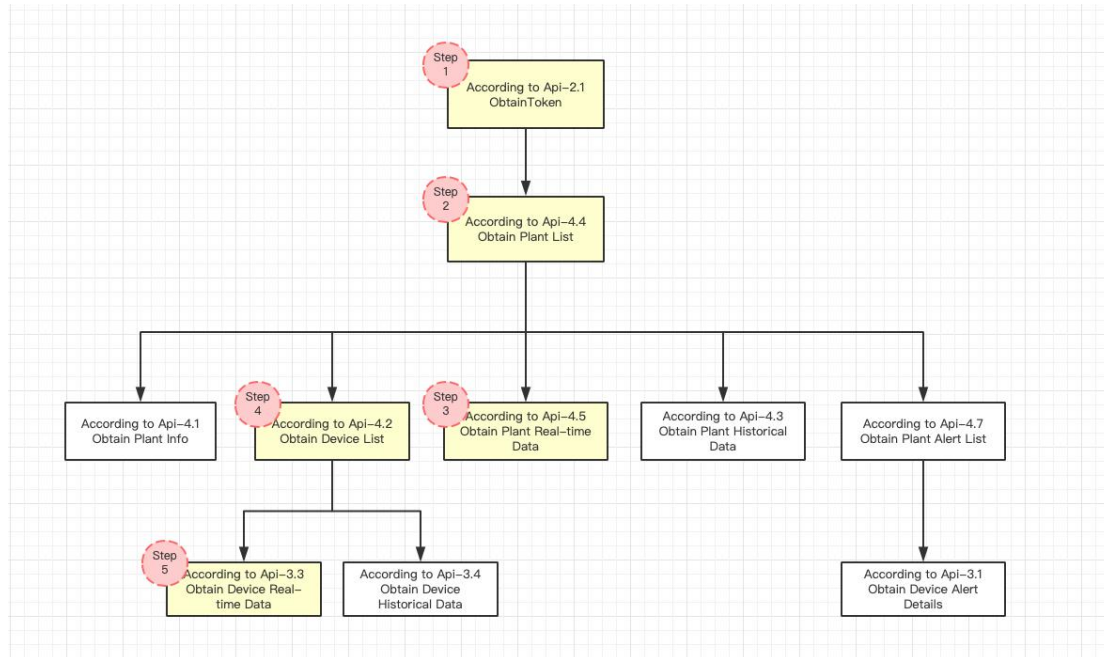 Step
1
According to Api-2.1
ObtainToken
Step
2
According to Api-4.4
Obtain Plant List
According to Api-4.1
Obtain Plant Info
Step
4
According to Api-4.2
Obtain Device List
Step
3
According to Api-4.5
Obtain Plant Real-time
Data
According to Api-4.3
Obtain Plant Historical
Data
According to Api-4.7
Obtain Plant Alert List
Step
5
According to Api-3.3
Obtain Device Real-
time Data
According to Api-3.4
Obtain Device
Historical Data
According to Api-3.1
Obtain Device Alert
Details